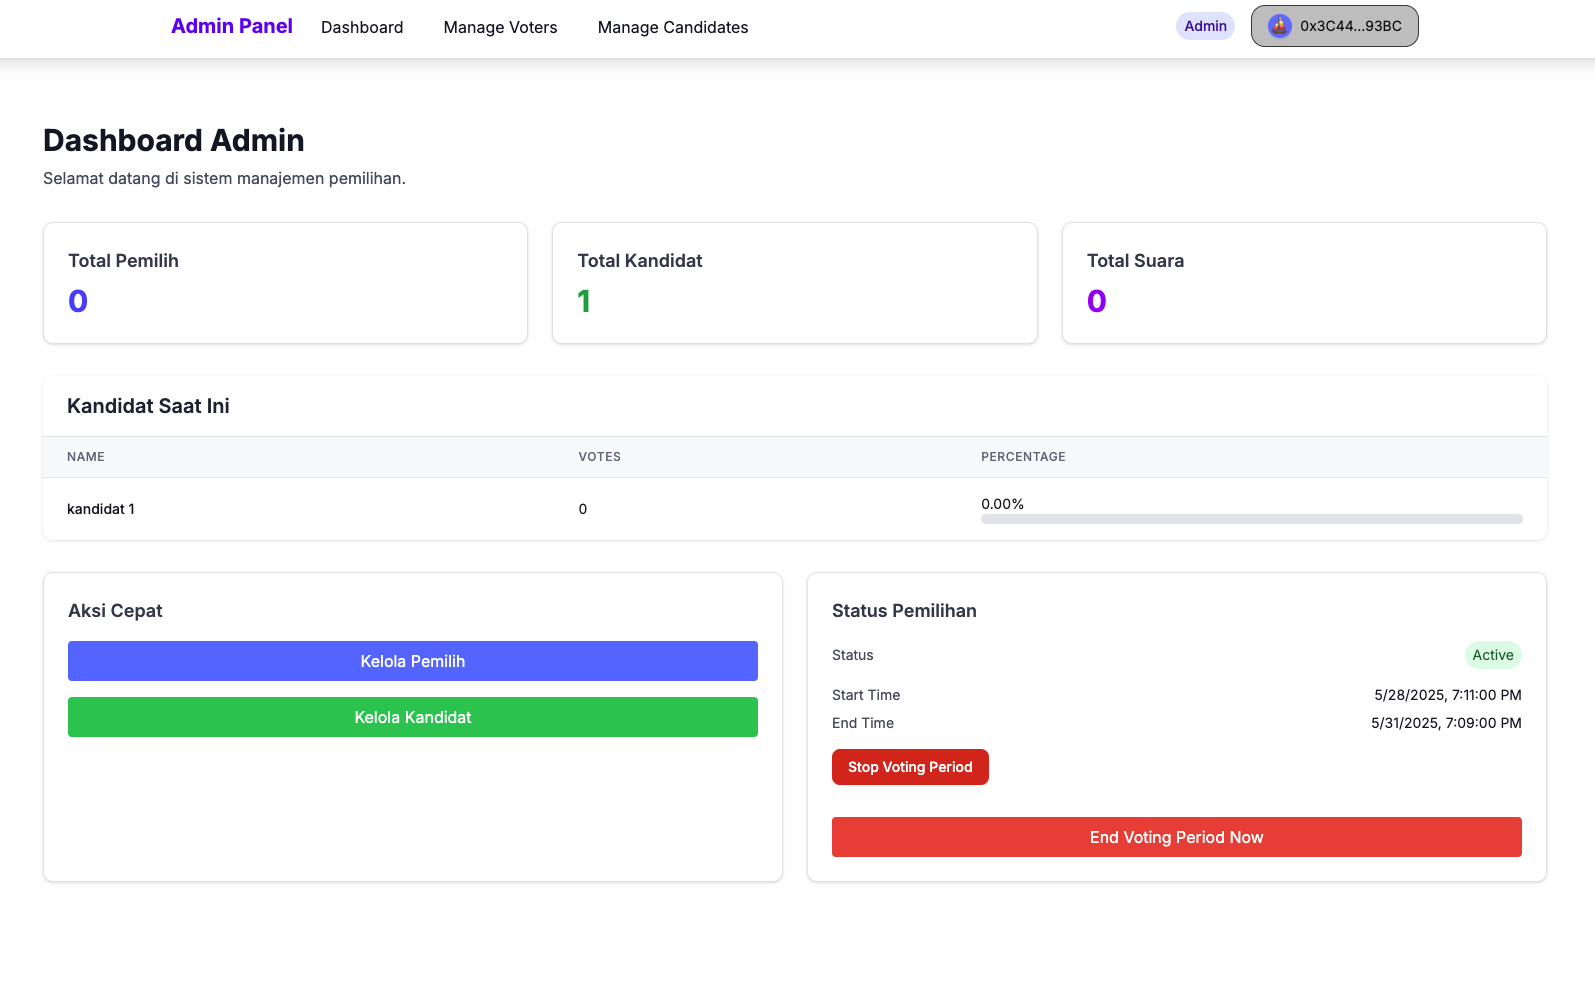 Admin Panel Dashboard Manage Voters Manage Candidates Admin 0x3C44...93BC
Dashboard Admin
Selamat datang di sistem manajemen pemilihan.
Total Pemilih
0
Total Kandidat
1
Total Suara
0
Kandidat Saat Ini
NAME VOTES PERCENTAGE
kandidat 1 0 0.00%
Aksi Cepat
Kelola Pemilih
Kelola Kandidat
Status Pemilihan
Status Active
Start Time 5/28/2025, 7:11:00 PM
End Time 5/31/2025, 7:09:00 PM
Stop Voting Period
End Voting Period Now